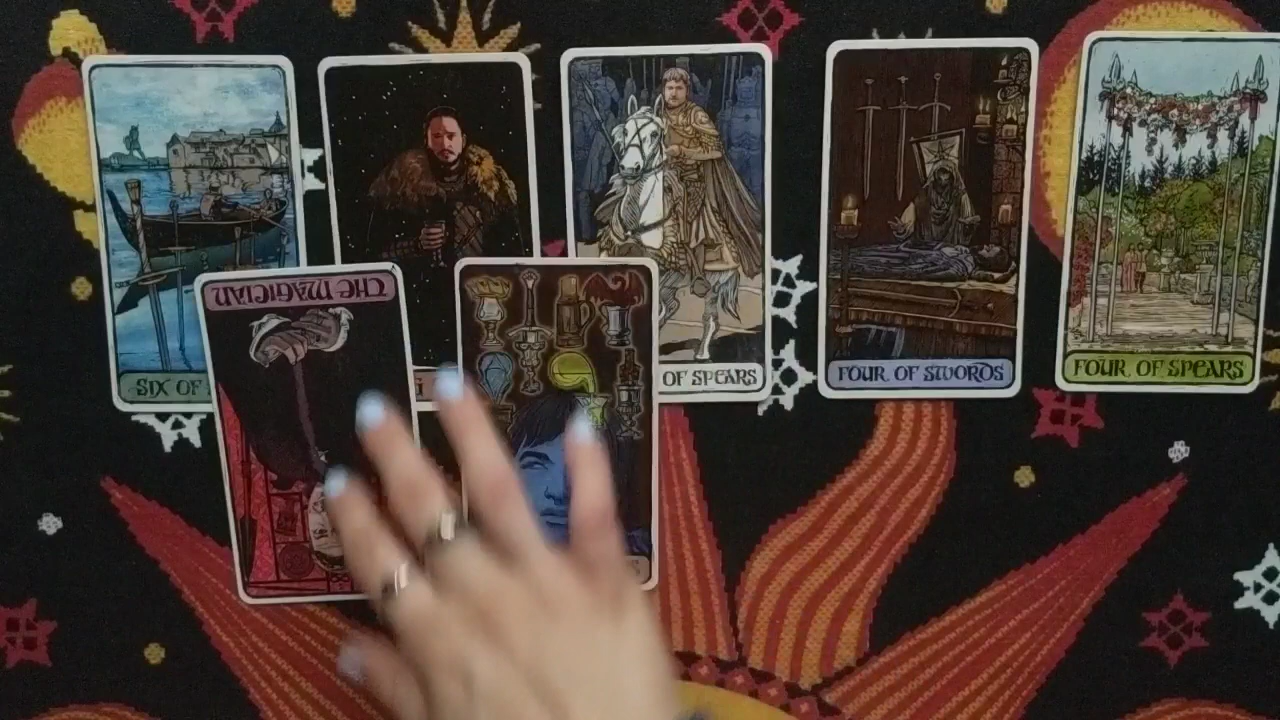 SIX OF
OF SPEARS
FOUR OF SWORDS
FOUR OF SPEARS
THE MAGICIAN